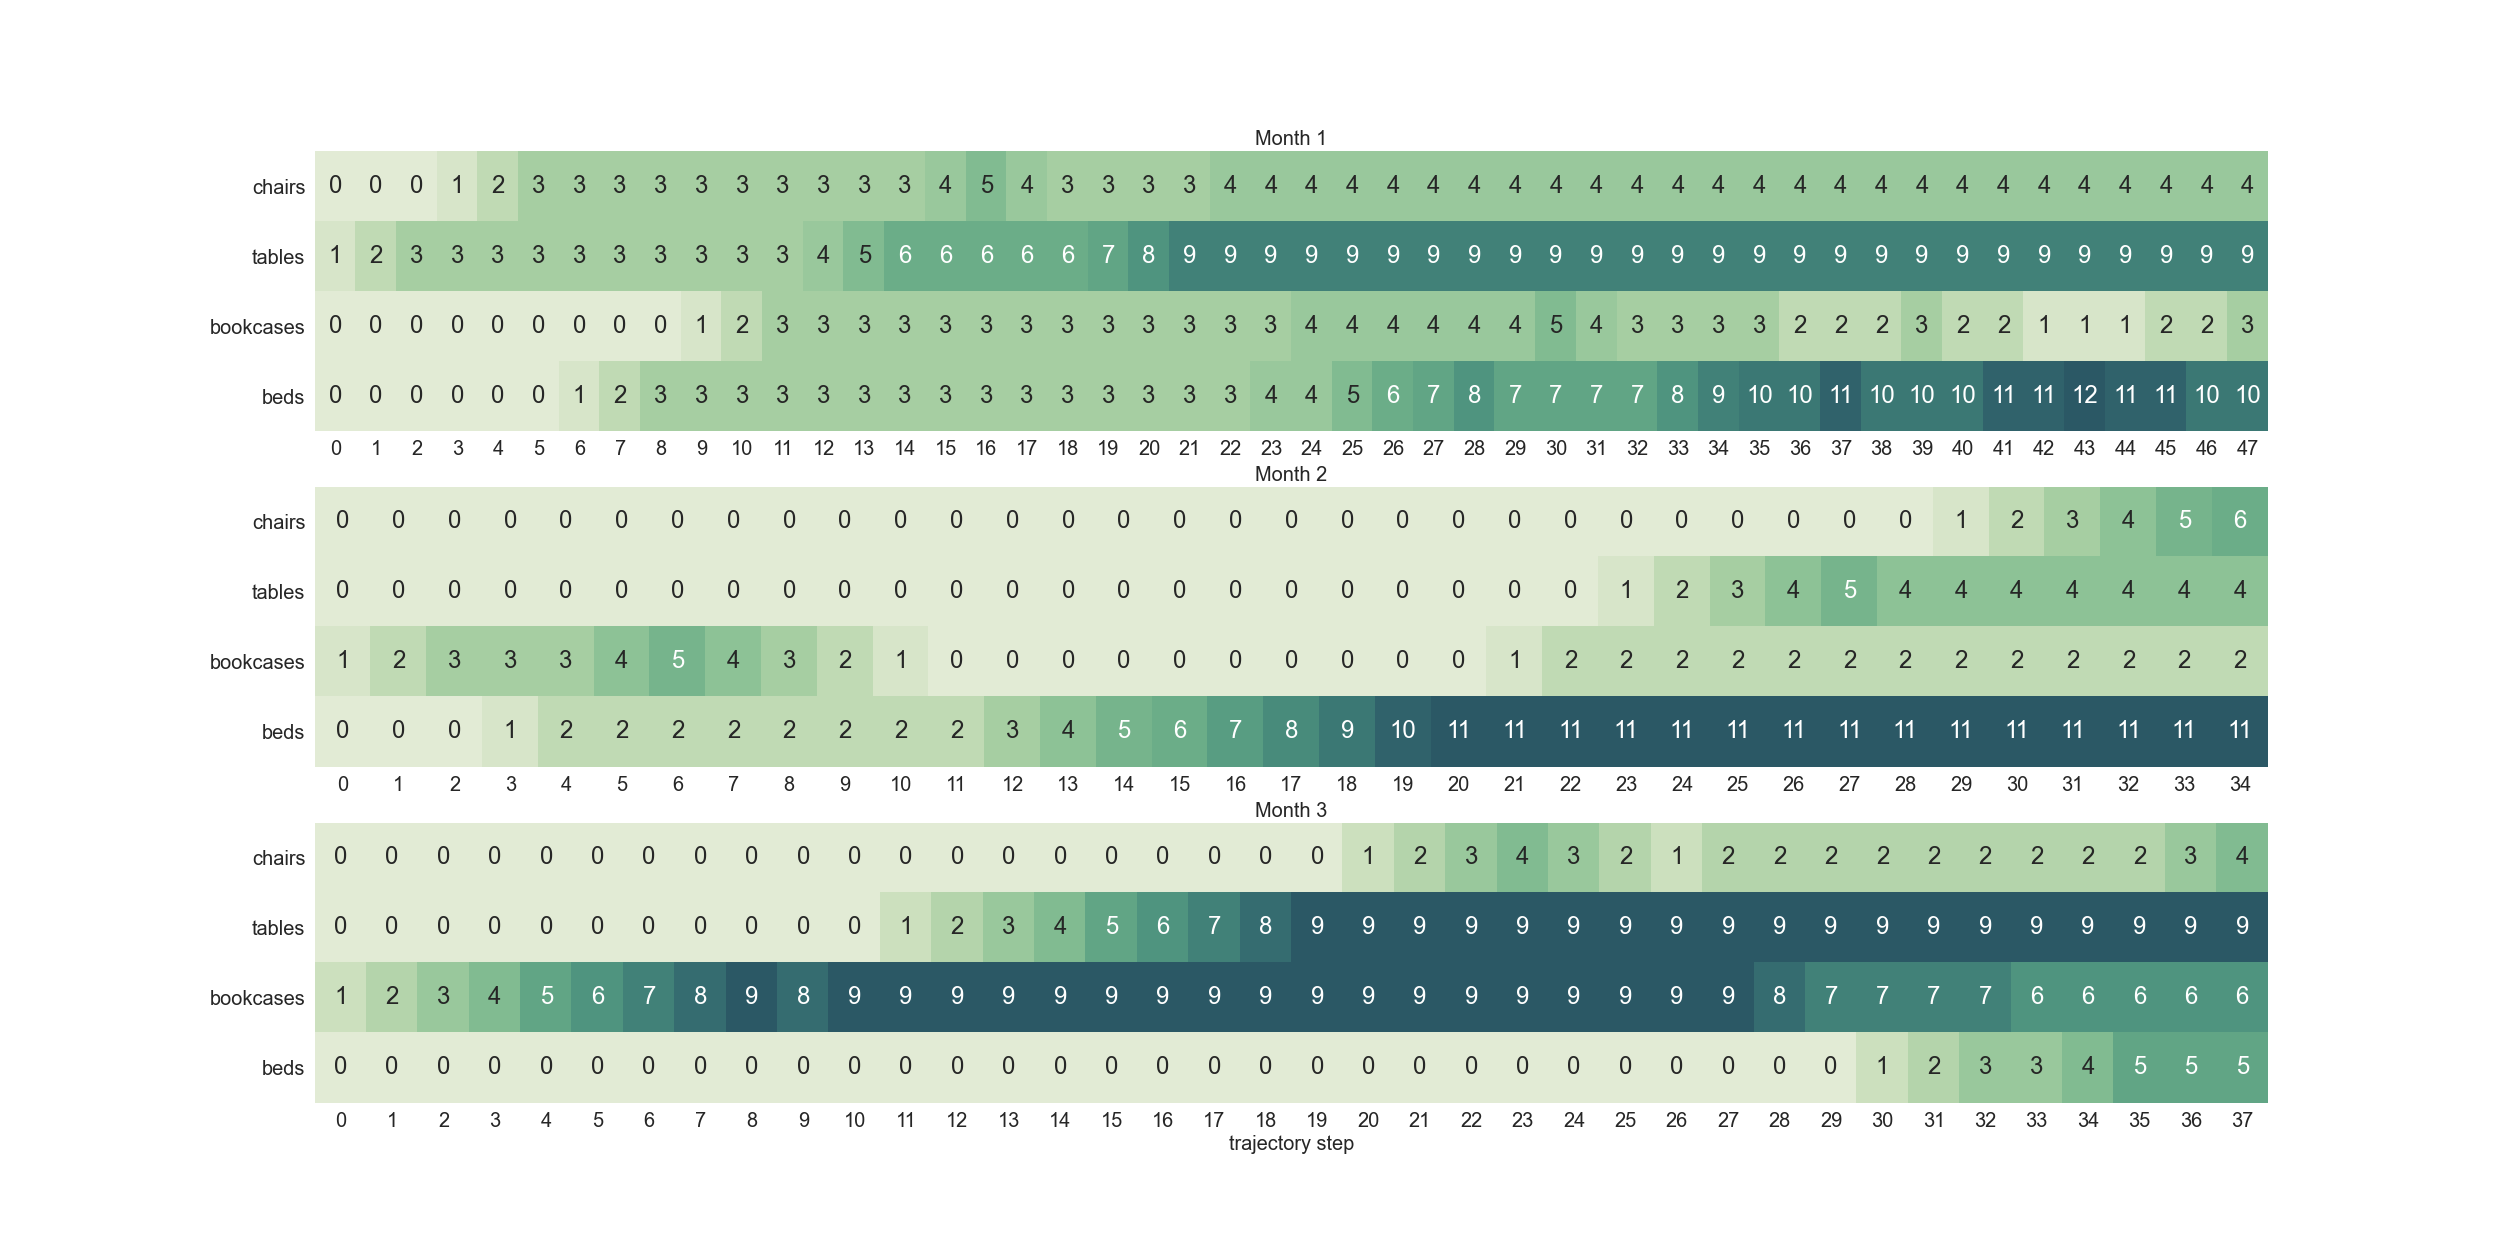 Month 1
chairs 0 0 0 1 2 3 3 3 3 3 3 3 3 3 3 4 5 4 3 3 3 3 4 4 4 4 4 4 4 4 4 4 4 4 4 4 4 4 4 4 4 4 4 4 4 4 4 4
tables 1 2 3 3 3 3 3 3 3 3 3 3 4 5 6 6 6 6 6 7 8 9 9 9 9 9 9 9 9 9 9 9 9 9 9 9 9 9 9 9 9 9 9 9 9 9 9 9
bookcases 0 0 0 0 0 0 0 0 0 1 2 3 3 3 3 3 3 3 3 3 3 3 3 3 4 4 4 4 4 4 5 4 3 3 3 3 2 2 2 3 2 2 1 1 1 2 2 3
beds 0 0 0 0 0 0 1 2 3 3 3 3 3 3 3 3 3 3 3 3 3 3 3 4 4 5 6 7 8 7 7 7 7 8 9 10 10 11 10 10 10 11 11 12 11 11 10 10
0 1 2 3 4 5 6 7 8 9 10 11 12 13 14 15 16 17 18 19 20 21 22 23 24 25 26 27 28 29 30 31 32 33 34 35 36 37 38 39 40 41 42 43 44 45 46 47
Month 2
chairs 0 0 0 0 0 0 0 0 0 0 0 0 0 0 0 0 0 0 0 0 0 0 0 0 0 0 0 0 0 1 2 3 4 5 6
tables 0 0 0 0 0 0 0 0 0 0 0 0 0 0 0 0 0 0 0 0 0 0 0 1 2 3 4 5 4 4 4 4 4 4 4
bookcases 1 2 3 3 3 4 5 4 3 2 1 0 0 0 0 0 0 0 0 0 0 1 2 2 2 2 2 2 2 2 2 2 2 2 2
beds 0 0 0 1 2 2 2 2 2 2 2 2 3 4 5 6 7 8 9 10 11 11 11 11 11 11 11 11 11 11 11 11 11 11 11
0 1 2 3 4 5 6 7 8 9 10 11 12 13 14 15 16 17 18 19 20 21 22 23 24 25 26 27 28 29 30 31 32 33 34
Month 3
chairs 0 0 0 0 0 0 0 0 0 0 0 0 0 0 0 0 0 0 0 0 1 2 3 4 3 2 1 2 2 2 2 2 2 2 2 2 3 4
tables 0 0 0 0 0 0 0 0 0 0 0 1 2 3 4 5 6 7 8 9 9 9 9 9 9 9 9 9 9 9 9 9 9 9 9 9 9 9
bookcases 1 2 3 4 5 6 7 8 9 8 9 9 9 9 9 9 9 9 9 9 9 9 9 9 9 9 9 9 8 7 7 7 7 6 6 6 6 6
beds 0 0 0 0 0 0 0 0 0 0 0 0 0 0 0 0 0 0 0 0 0 0 0 0 0 0 0 0 0 0 1 2 3 3 4 5 5 5
0 1 2 3 4 5 6 7 8 9 10 11 12 13 14 15 16 17 18 19 20 21 22 23 24 25 26 27 28 29 30 31 32 33 34 35 36 37
trajectory step